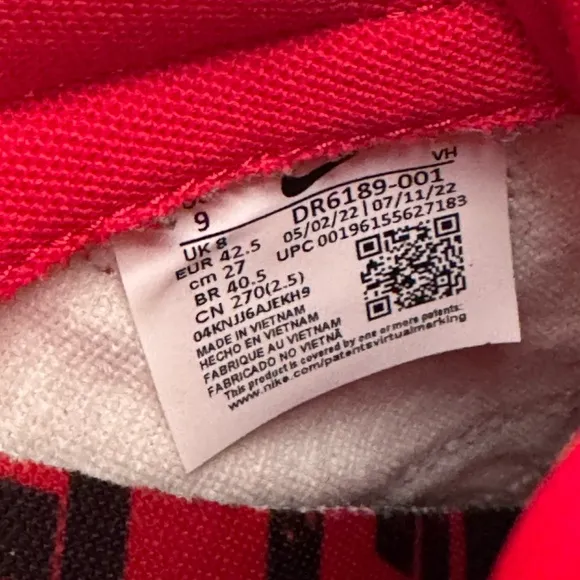 VH
9
DR6189-001
UK 8
05/02/22 | 07/11/22
EUR 42.5
UPC 00196155627183
cm 27
BR 40.5
CN 270(2.5)
04KNJJ6AJEKH9
MADE IN VIETNAM
HECHO EN VIETNAM
FABRIQUE AU VIETNAM
FABRICADO NO VIETNÃ
This product is covered by one or more patents:
www.nike.com/patentsvirtualmarking